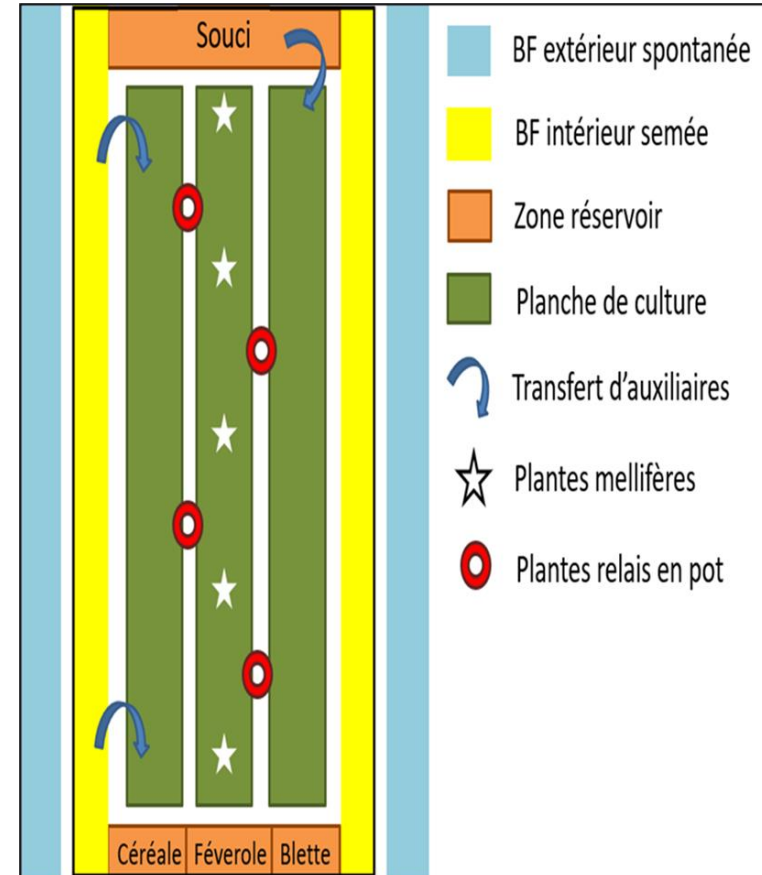 Souci
BF extérieur spontanée
BF intérieur semée
Zone réservoir
Planche de culture
Transfert d'auxiliaires
Plantes mellifères
Plantes relais en pot
Céréale
Féverole
Blette